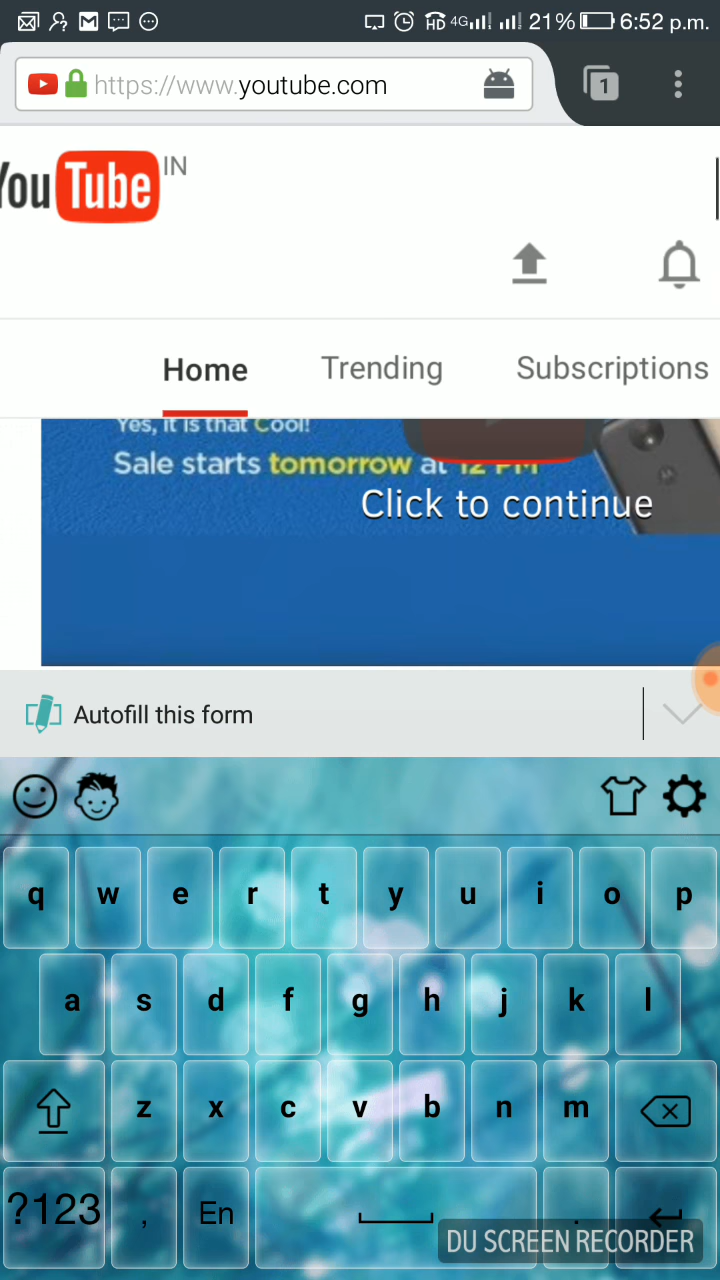 4G 21% 6:52 p.m.
https://www.youtube.com 1
YouTube IN
Home Trending Subscriptions
Yes, it is that Cool!
Sale starts tomorrow at 12 PM
Click to continue
Autofill this form
q w e r t y u i o p
a s d f g h j k l
z x c v b n m
?123 , En .
DU SCREEN RECORDER